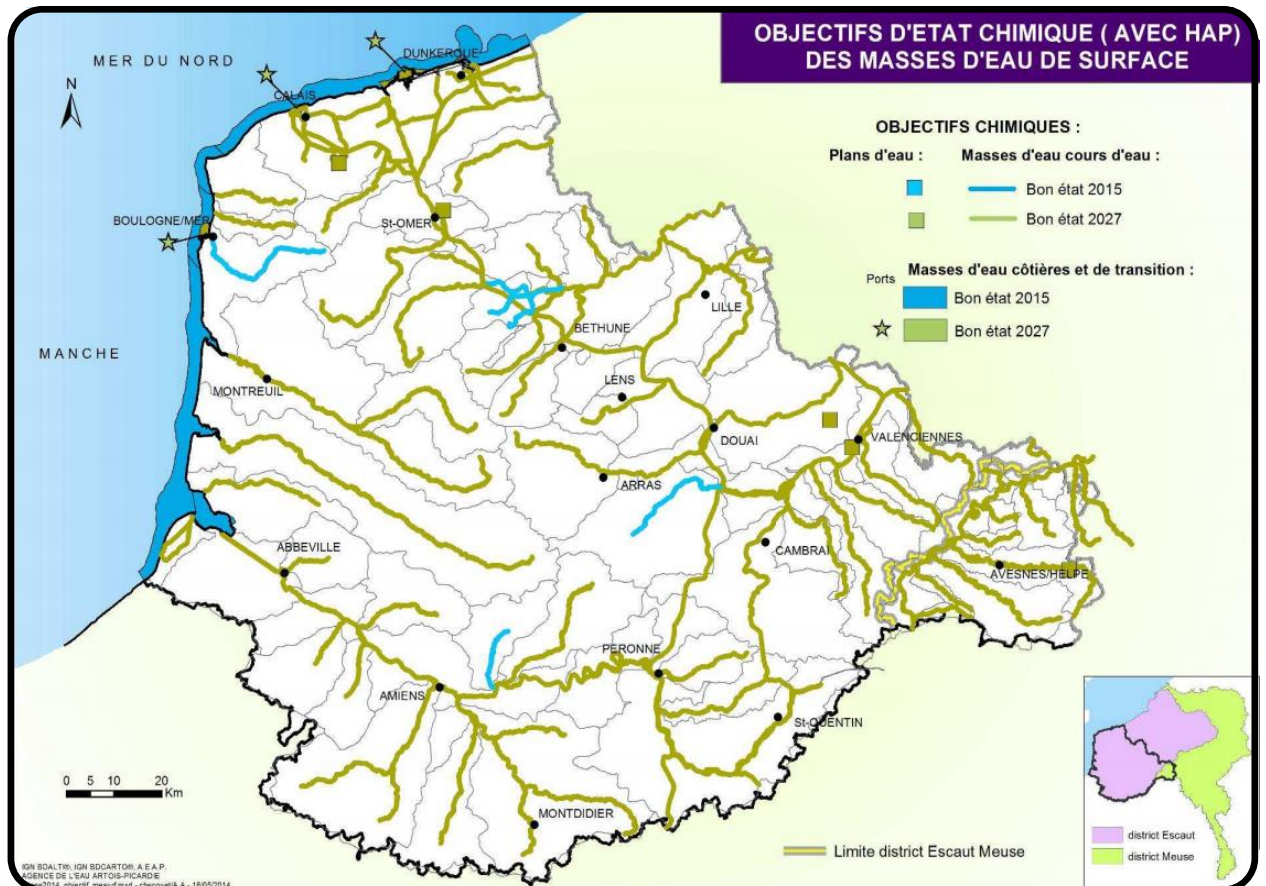 OBJECTIFS D'ETAT CHIMIQUE ( AVEC HAP)
DES MASSES D'EAU DE SURFACE
MER DU NORD
N
DUNKERQUE
CALAIS
BOULOGNE/MER
St-OMER
MANCHE
OBJECTIFS CHIMIQUES :
Plans d'eau :
Masses d'eau cours d'eau :
Bon état 2015
Bon état 2027
Ports
Masses d'eau côtières et de transition :
Bon état 2015
Bon état 2027
LILLE
BETHUNE
MONTREUIL
LENS
DOUAI
VALENCIENNES
ARRAS
CAMBRAI
ABBEVILLE
AVESNES/HELPE
PERONNE
AMIENS
St-QUENTIN
MONTDIDIER
0 5 10 20
Km
Limite district Escaut Meuse
district Escaut
district Meuse
IGN BDALTI®, IGN BDCARTO®, A.E.A.P.
AGENCE DE L'EAU ARTOIS-PICARDIE